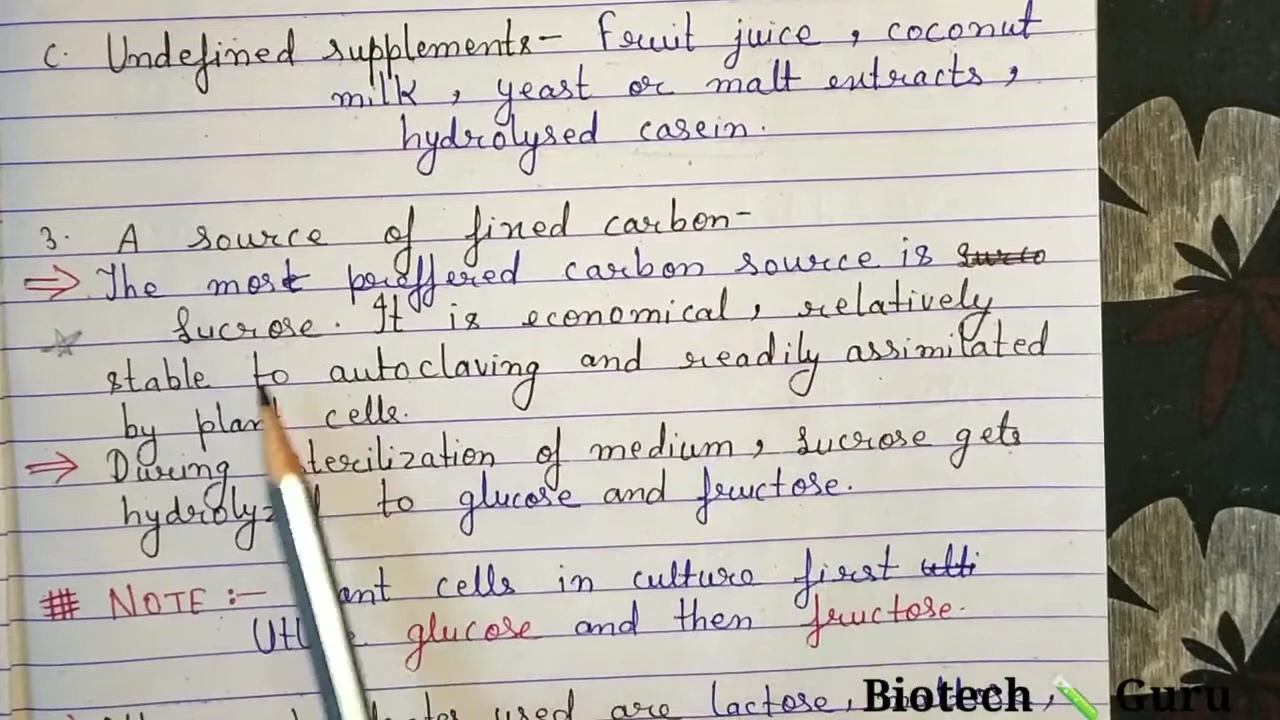 C. Undefined supplements - Fruit juice, coconut
milk, yeast or malt extracts,
hydrolysed casein.
3. A source of fixed carbon -
⇒ The most preffered carbon source is
Sucrose. It is economical, relatively
stable to autoclaving and readily assimilated
by plant cells.
⇒ During sterilization of medium, sucrose gets
to glucose and fructose.
# NOTE :- cells in culture first
glucose and then fructose.
used are lactose,
Biotech Guru